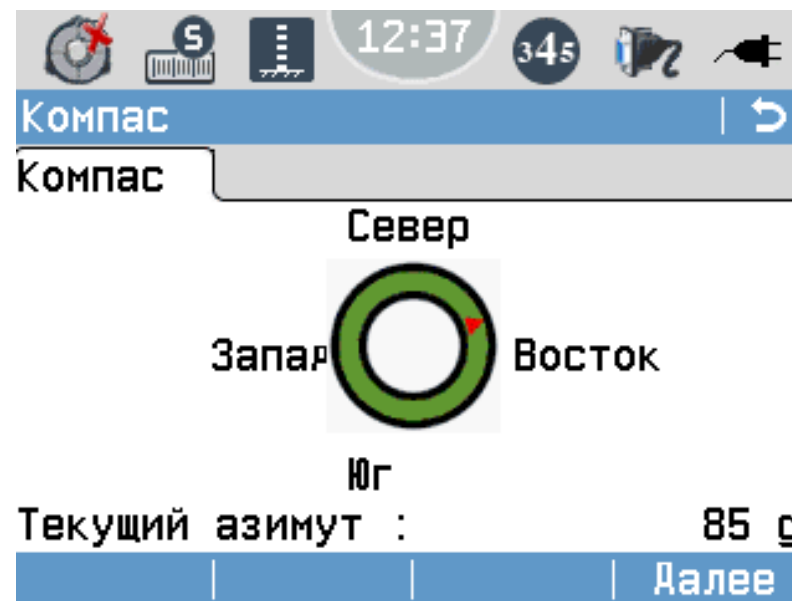 S
12:37
345
Компас
Компас
Север
Запад Восток
Юг
Текущий азимут : 85 g
Далее